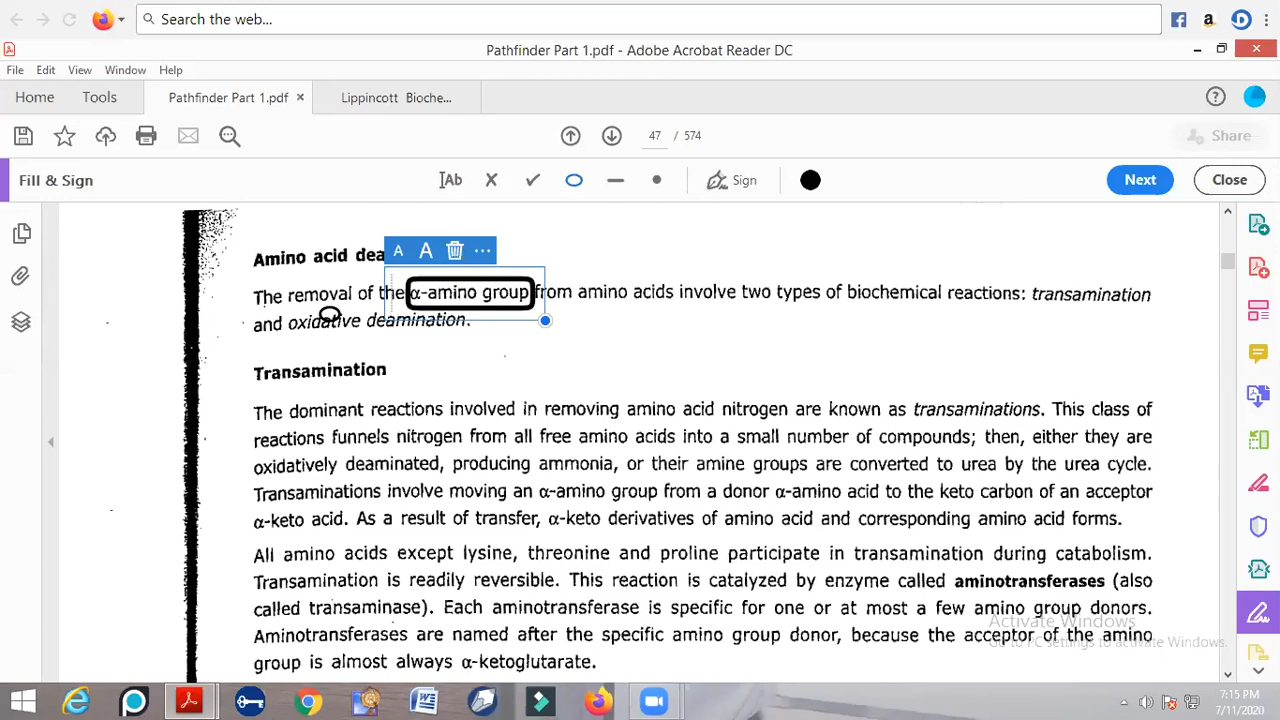 Search the web...
Pathfinder Part 1.pdf - Adobe Acrobat Reader DC
File Edit View Window Help
Home Tools Pathfinder Part 1.pdf × Lippincott Bioche... 
47 / 574
Share
Fill & Sign
Ab
Sign
Next
Close
A A
Amino acid dea
The removal of the α-amino group from amino acids involve two types of biochemical reactions: transamination
and oxidative deamination.
Transamination
The dominant reactions involved in removing amino acid nitrogen are known as transaminations. This class of
reactions funnels nitrogen from all free amino acids into a small number of compounds; then, either they are
oxidatively deaminated, producing ammonia, or their amine groups are converted to urea by the urea cycle.
Transaminations involve moving an α-amino group from a donor α-amino acid to the keto carbon of an acceptor
α-keto acid. As a result of transfer, α-keto derivatives of amino acid and corresponding amino acid forms.
All amino acids except lysine, threonine and proline participate in transamination during catabolism.
Transamination is readily reversible. This reaction is catalyzed by enzyme called aminotransferases (also
called transaminase). Each aminotransferase is specific for one or at most a few amino group donors.
Activate Windows
Aminotransferases are named after the specific amino group donor, because the acceptor of the amino
Go to PC settings to activate Windows.
group is almost always α-ketoglutarate.
7:15 PM
7/11/2020